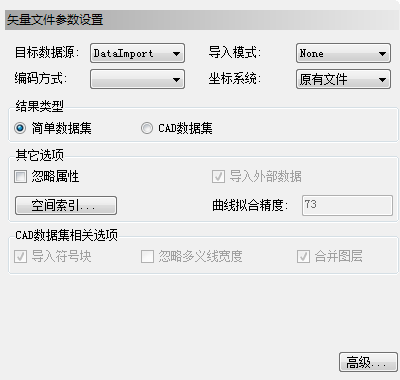 矢量文件参数设置
目标数据源: DataImport 导入模式: None
编码方式: 坐标系统: 原有文件
结果类型
简单数据集 CAD数据集
其它选项
忽略属性 导入外部数据
空间索引... 曲线拟合精度: 73
CAD数据集相关选项
导入符号块 忽略多义线宽度 合并图层
高级...